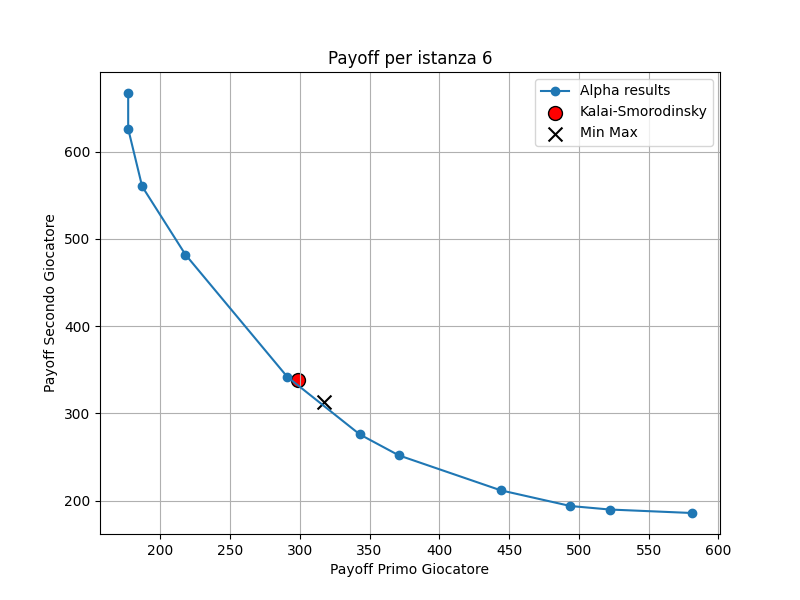 Payoff per istanza 6
Alpha results
Kalai-Smorodinsky
Min Max
Payoff Secondo Giocatore
600
500
400
300
200
200 250 300 350 400 450 500 550 600
Payoff Primo Giocatore